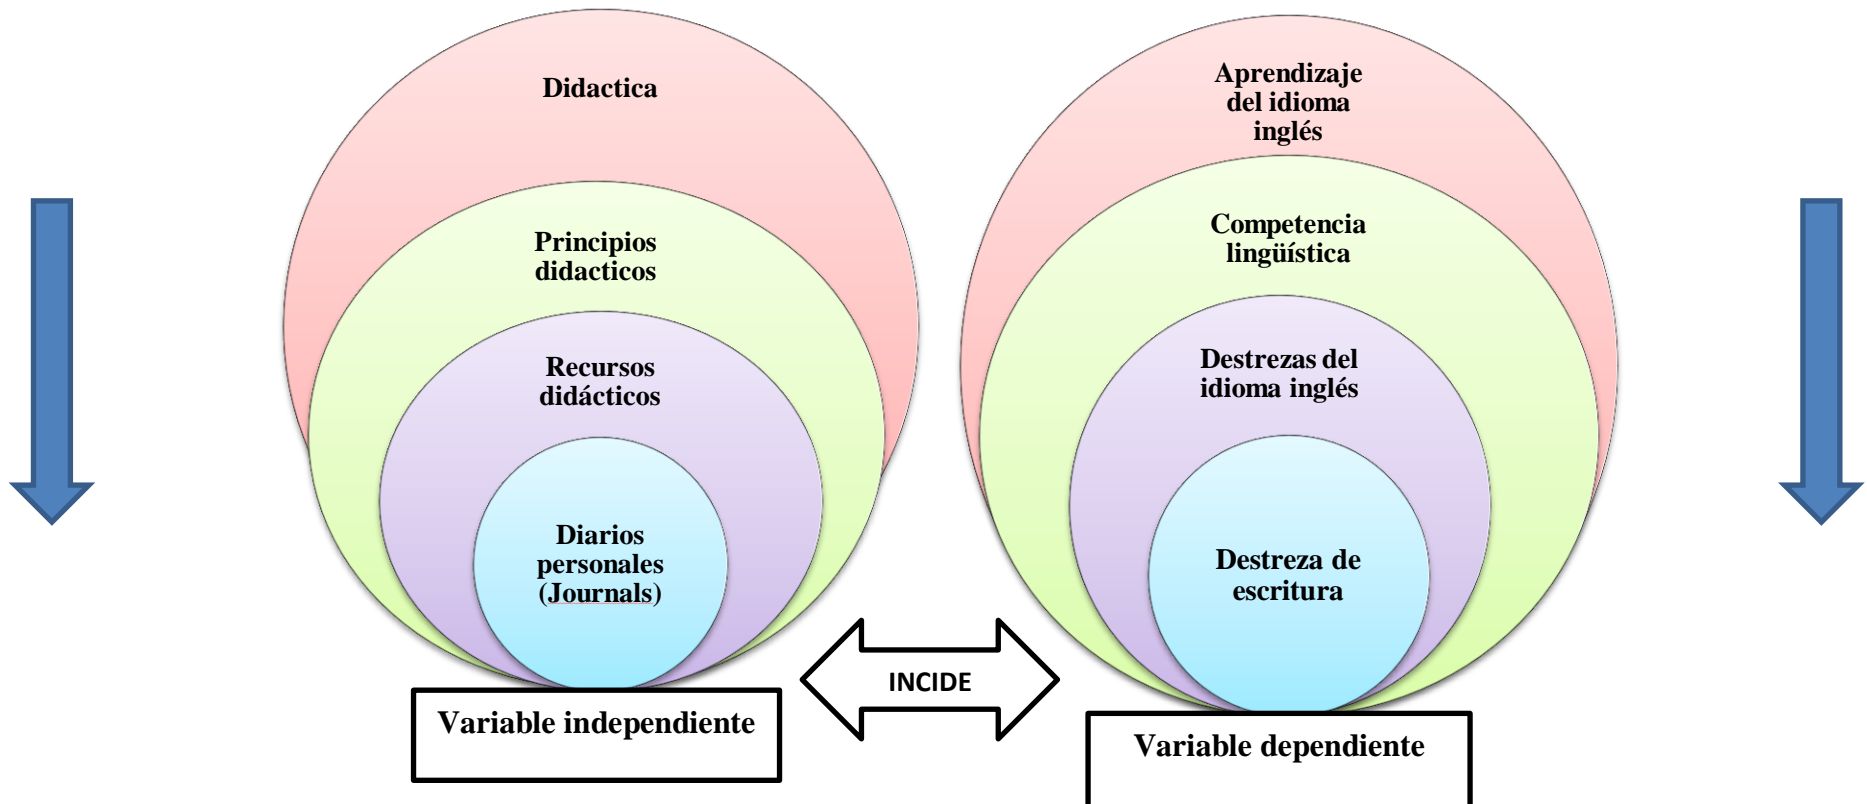 Didactica
Principios
didacticos
Recursos
didácticos
Diarios
personales
(Journals)
Variable independiente
INCIDE
Aprendizaje
del idioma
inglés
Competencia
lingüística
Destrezas del
idioma inglés
Destreza de
escritura
Variable dependiente